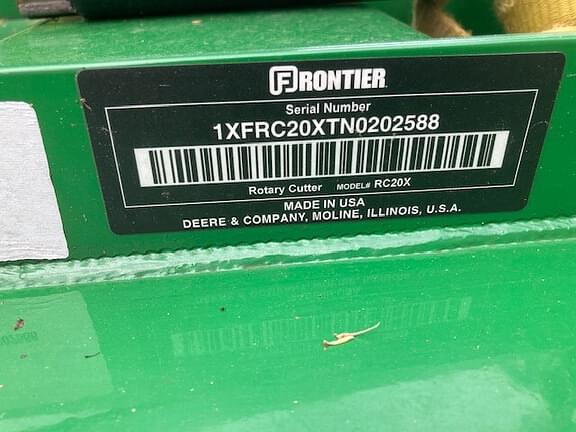 FRONTIER
Serial Number
1XFRC20XTN0202588
Rotary Cutter MODEL# RC20X
MADE IN USA
DEERE & COMPANY, MOLINE, ILLINOIS, U.S.A.